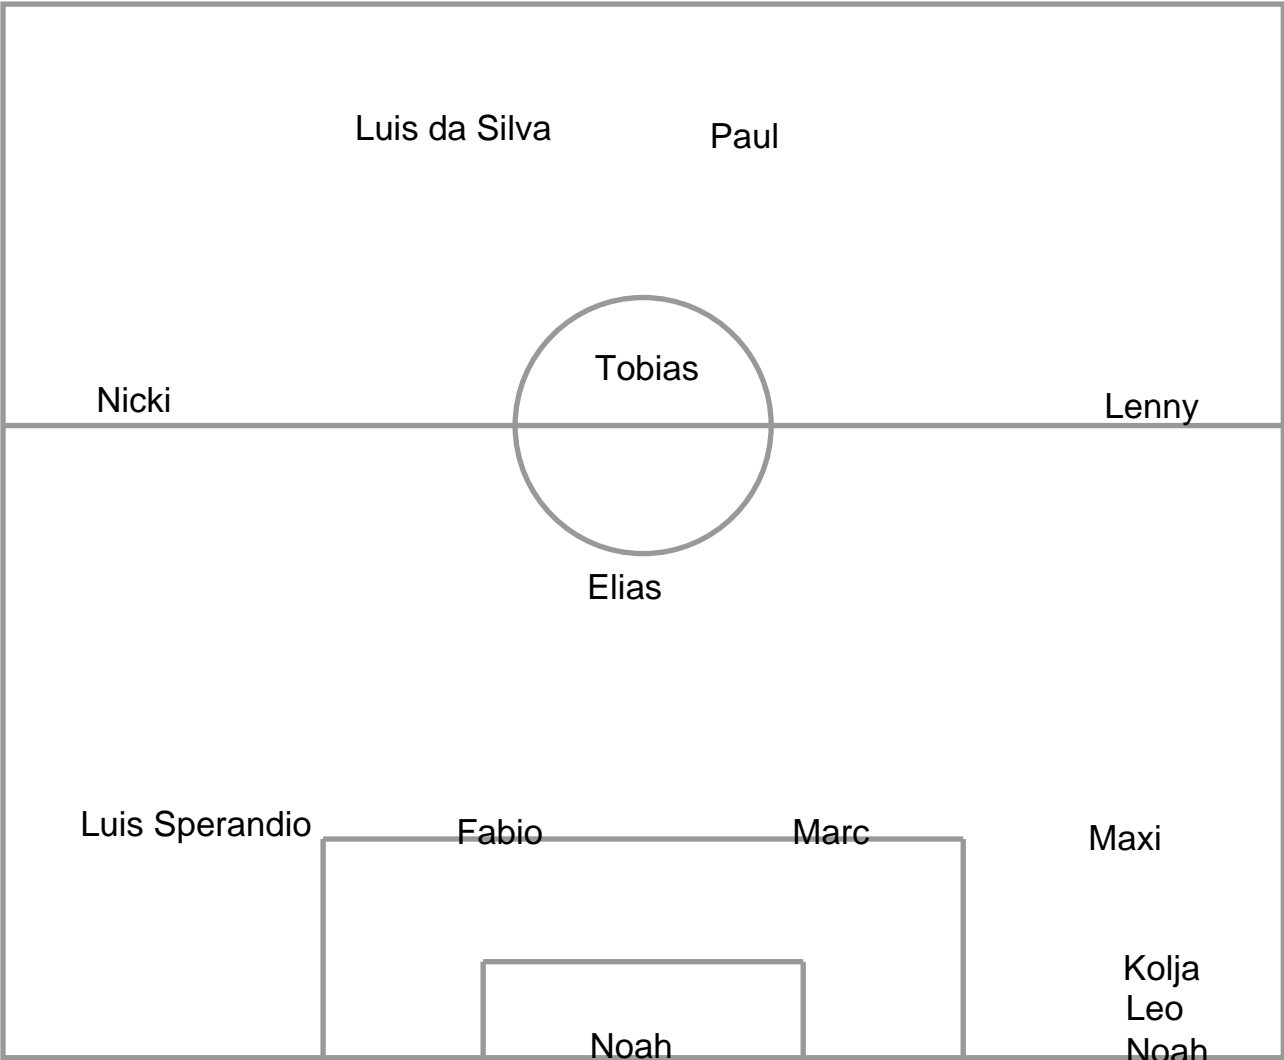 Luis da Silva
Paul
Tobias
Nicki
Lenny
Elias
Luis Sperandio
Fabio
Marc
Maxi
Kolja
Leo
Noah
Noah